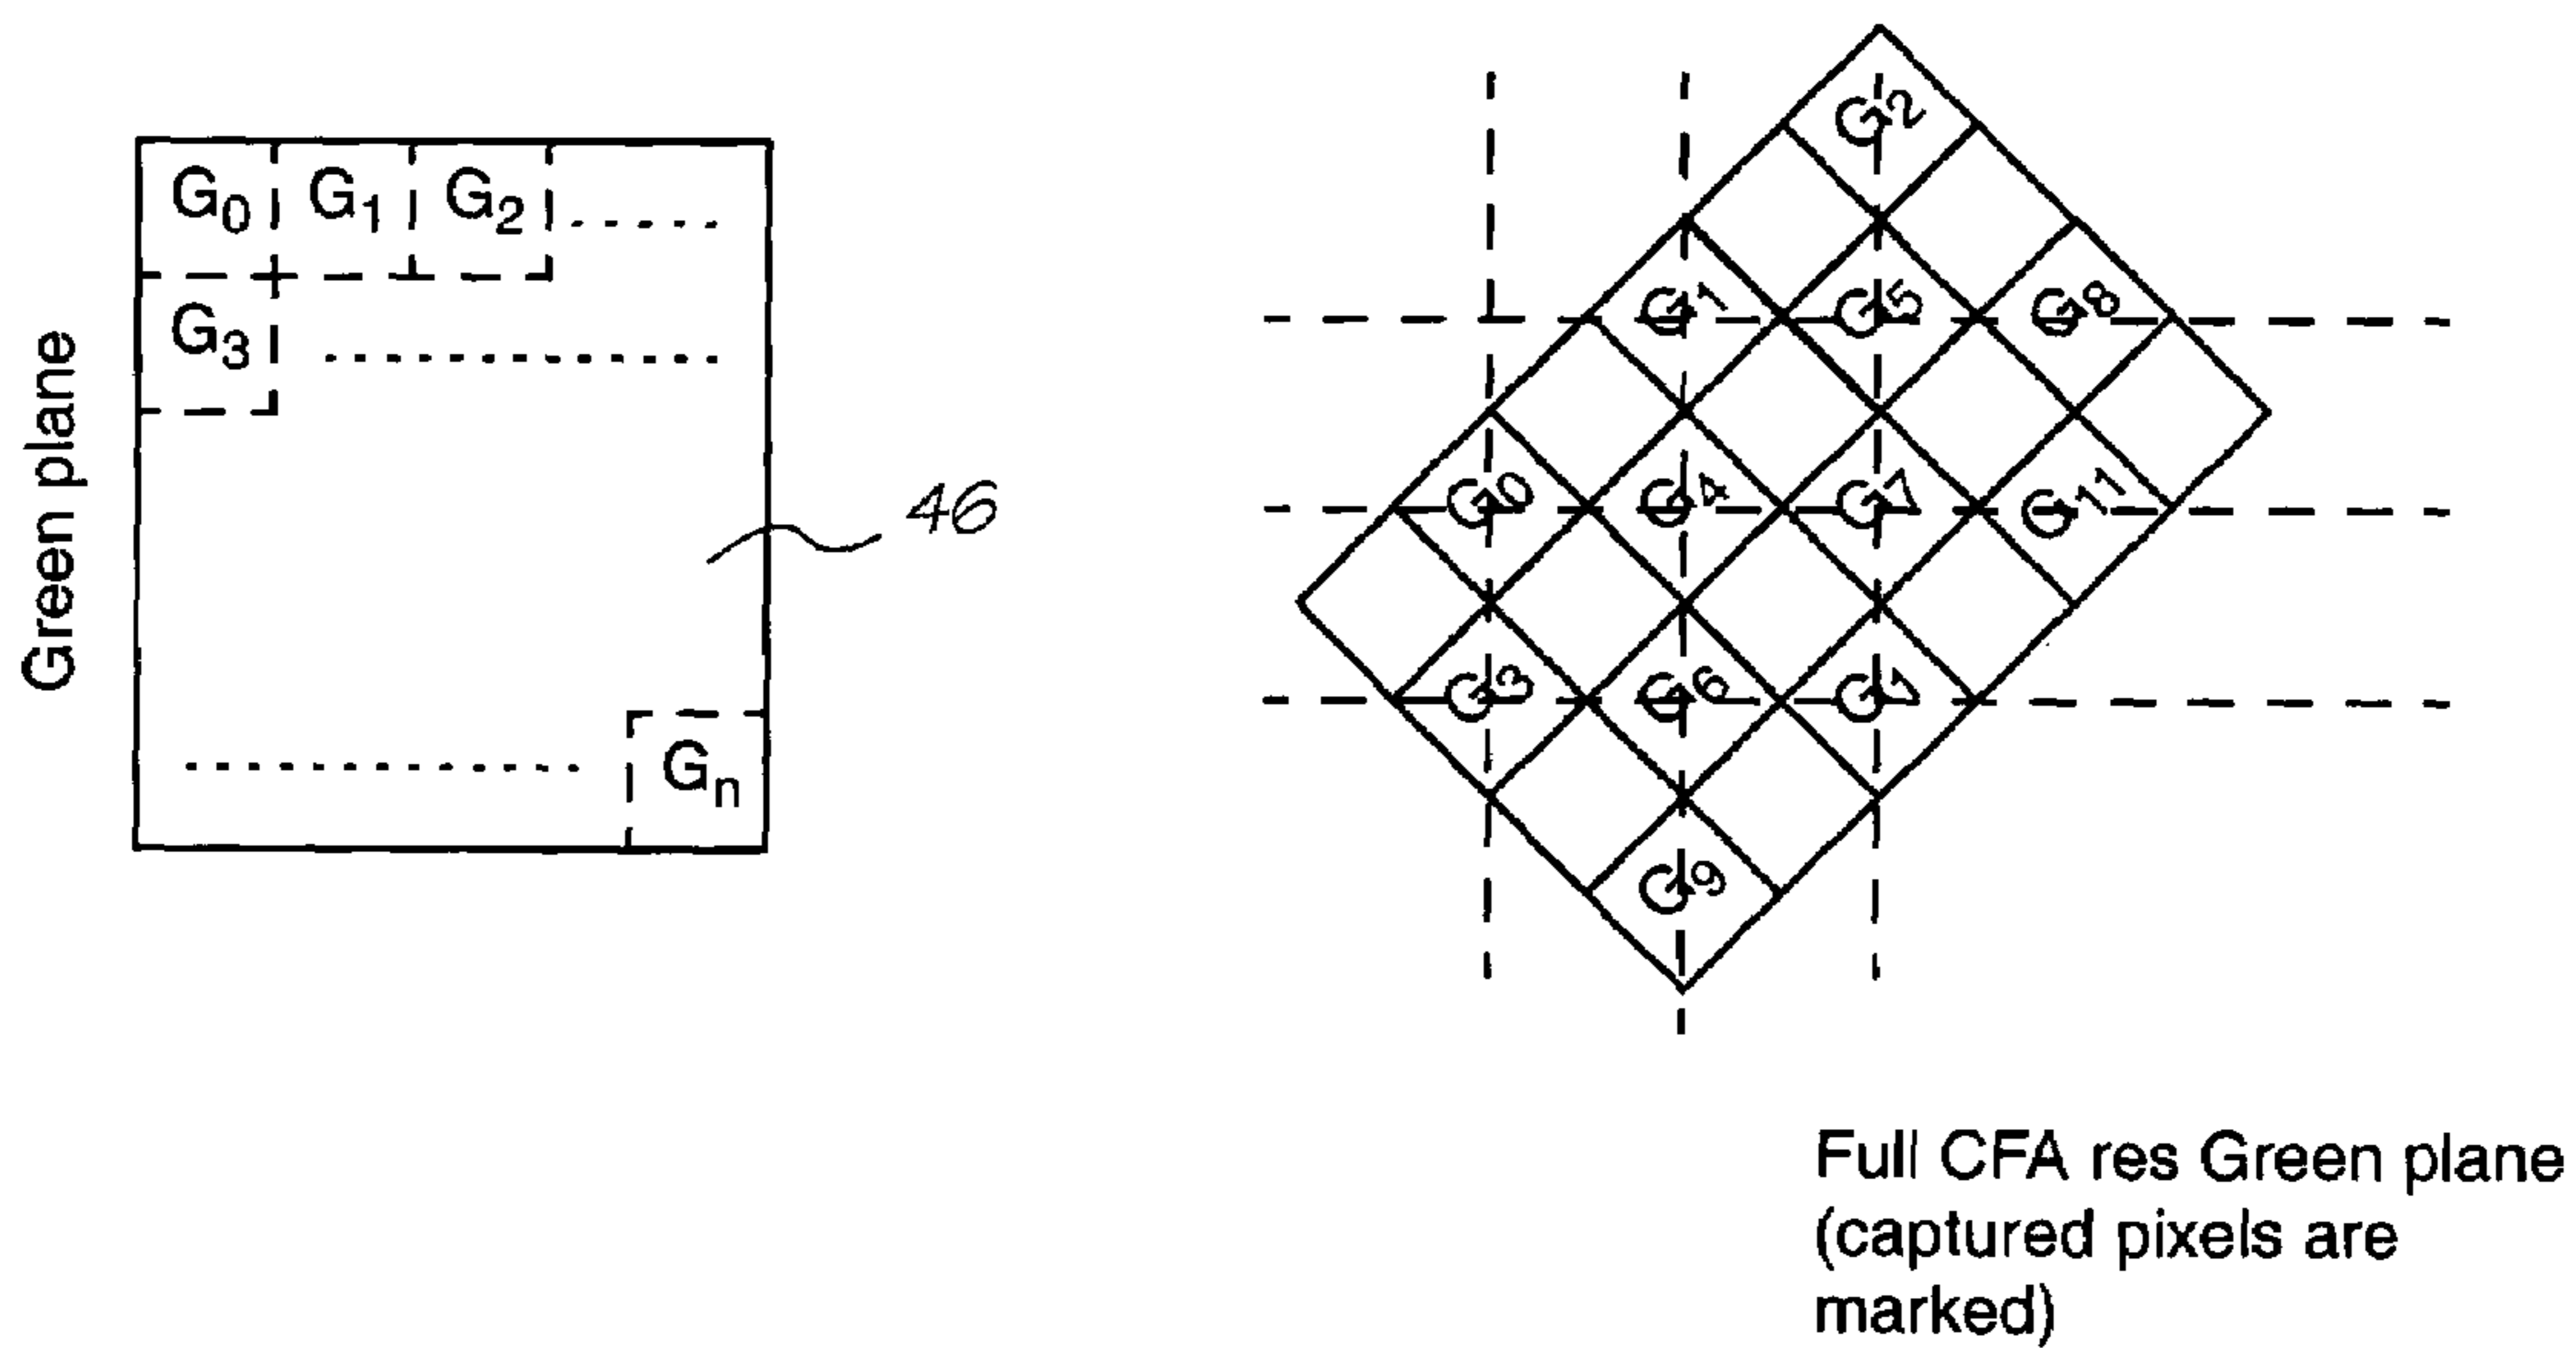 Green plane
G0 G1 G2
G3
Gn
46
G2
G1 G5 G8
G0 G4 G7 G11
G3 G6
G9
Full CFA res Green plane
(captured pixels are
marked)